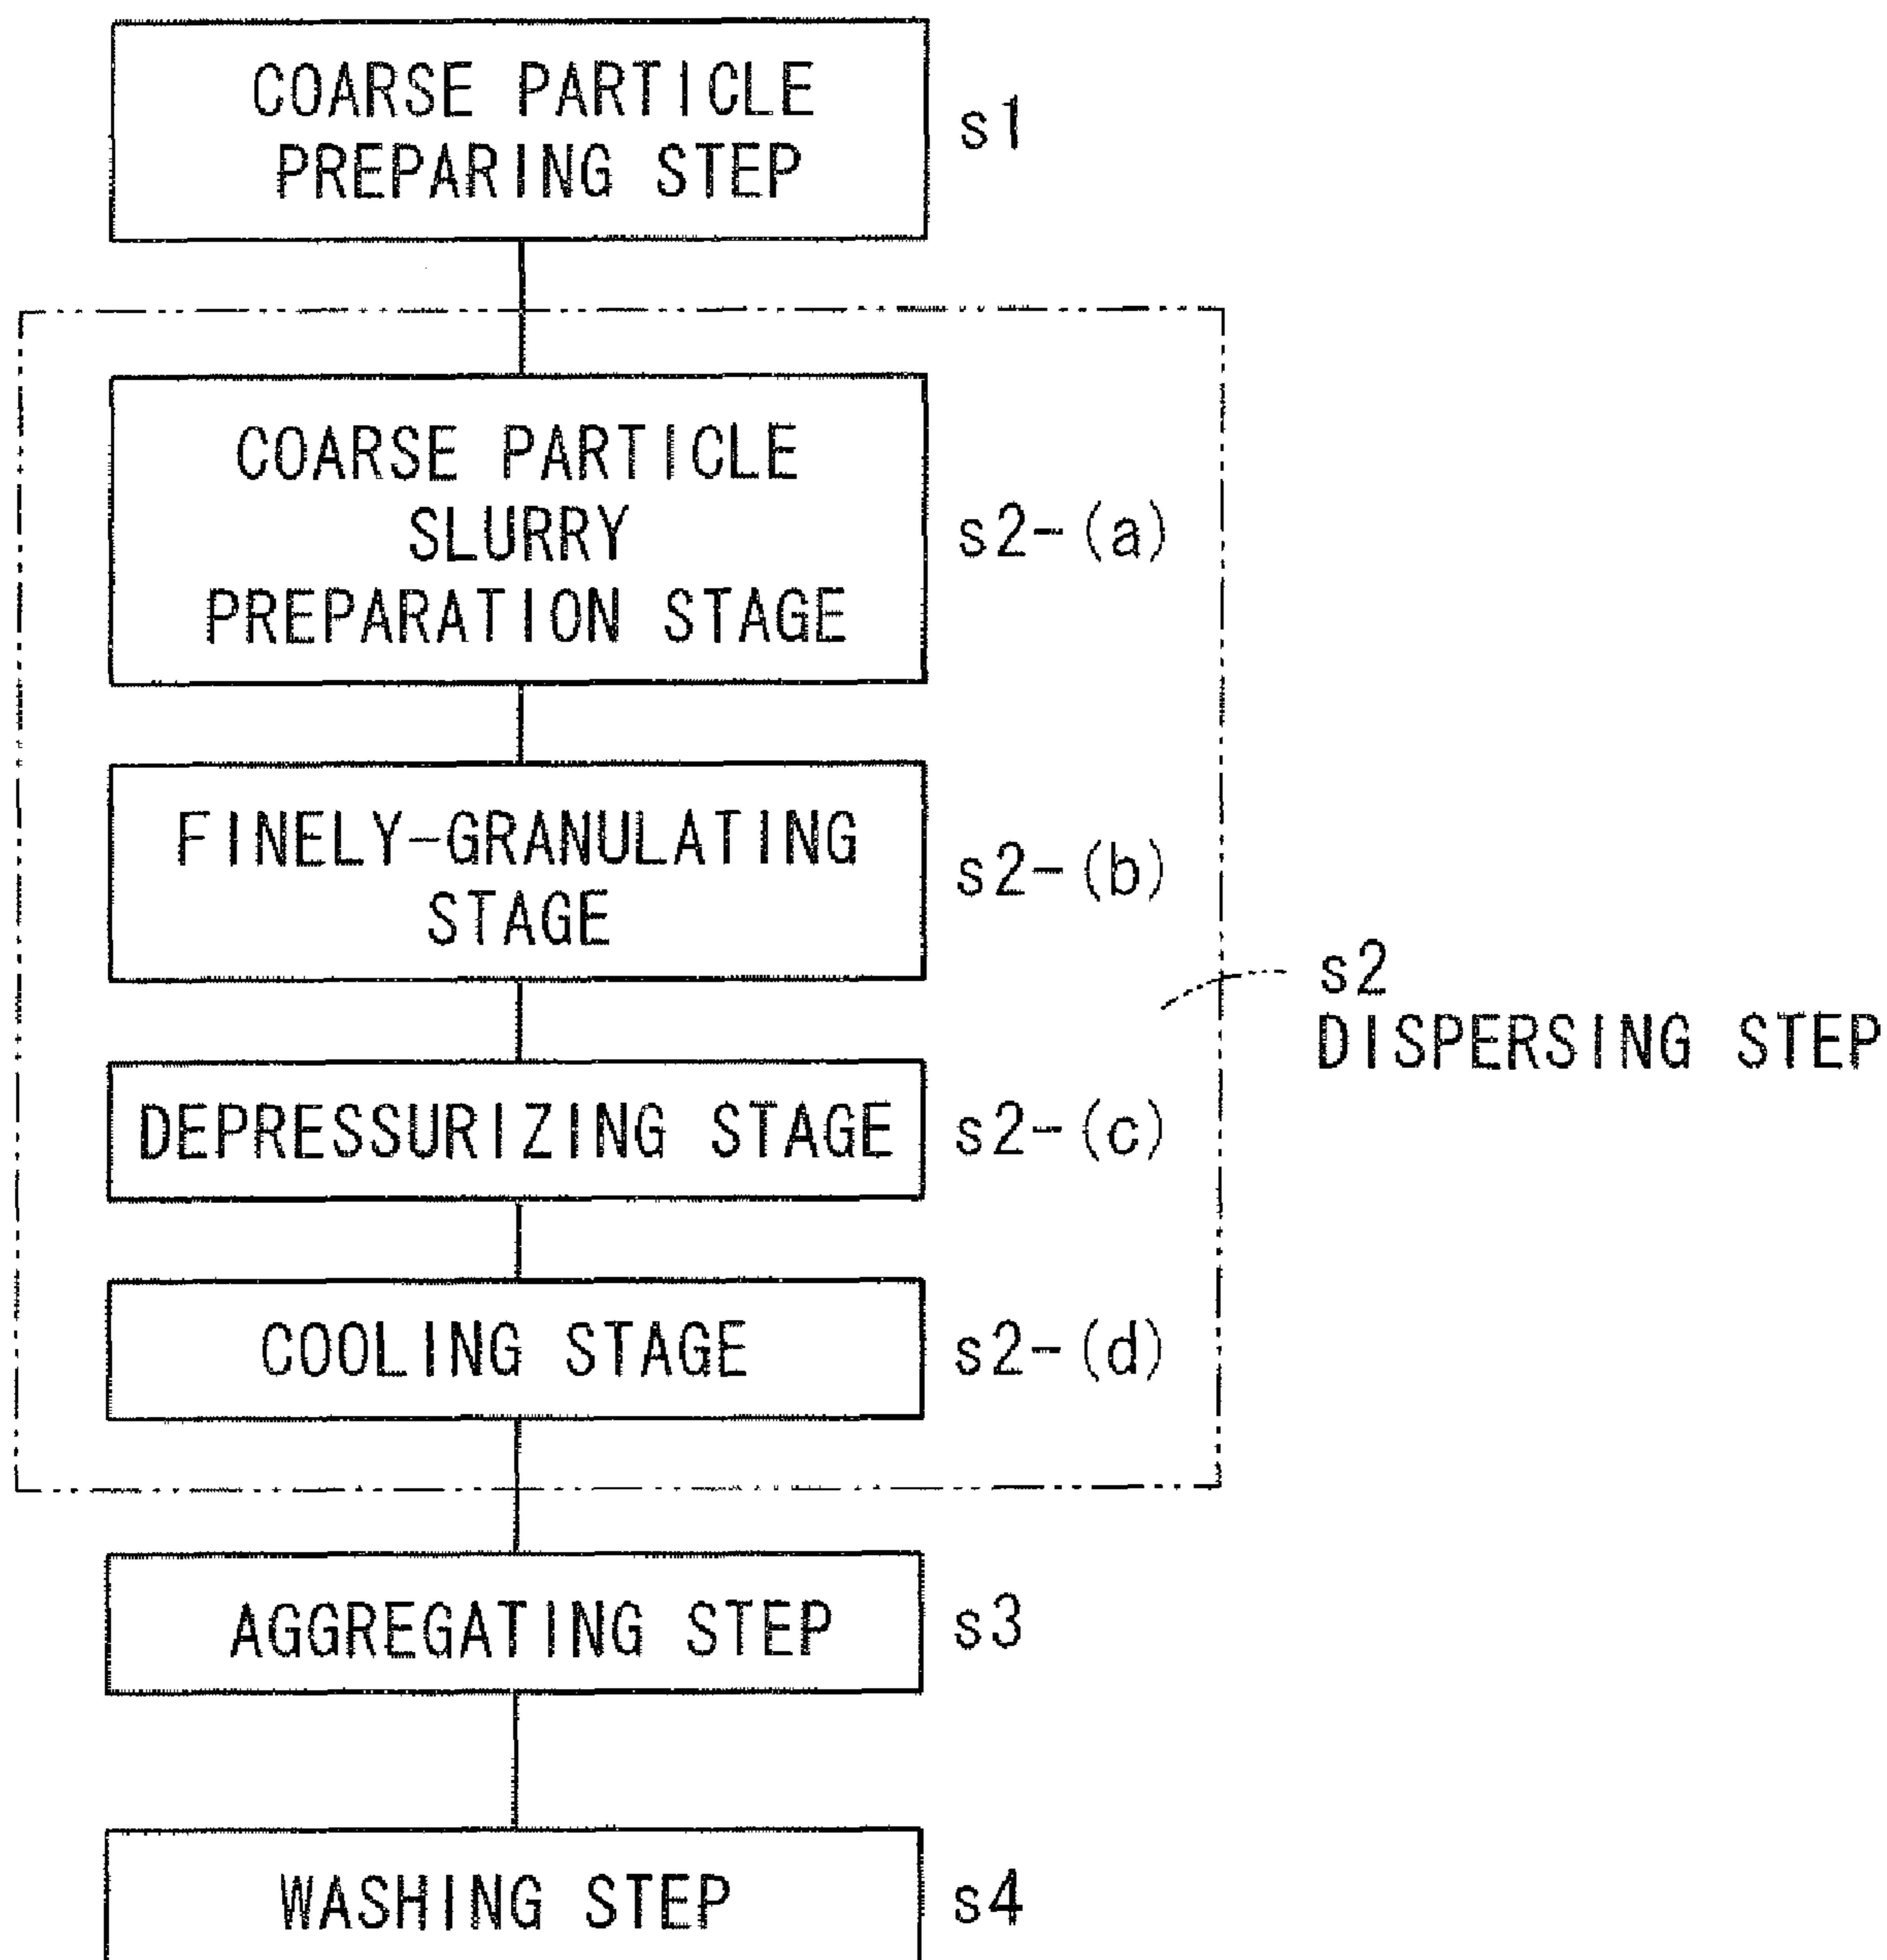 COARSE PARTICLE
PREPARING STEP
s1
COARSE PARTICLE
SLURRY
PREPARATION STAGE
s2-(a)
FINELY-GRANULATING
STAGE
s2-(b)
s2
DISPERSING STEP
DEPRESSURIZING STAGE
s2-(c)
COOLING STAGE
s2-(d)
AGGREGATING STEP
s3
WASHING STEP
s4